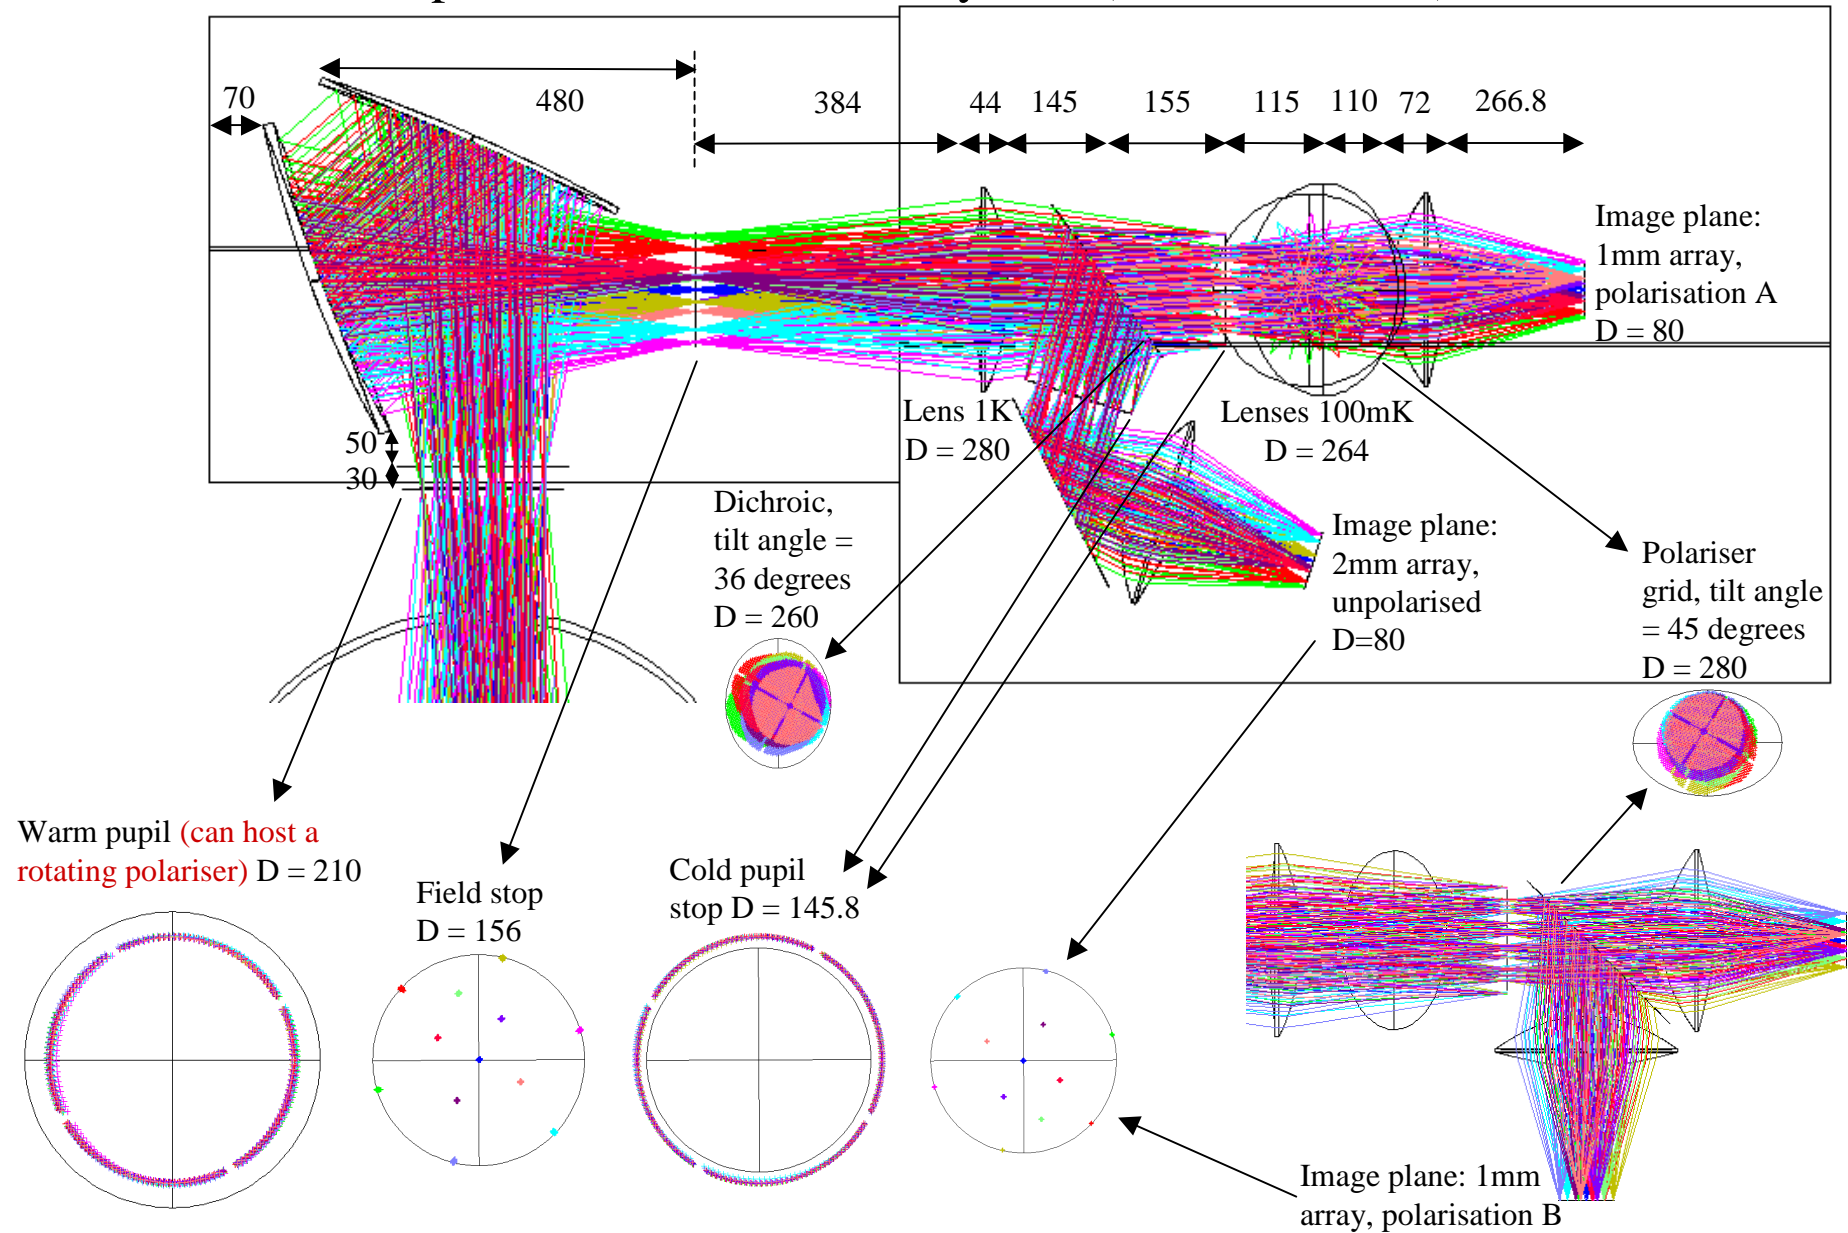 70
480
384
44
145
155
115
110
72
266.8
Image plane:
1mm array,
polarisation A
D = 80
50
30
Lens 1K
D = 280
Lenses 100mK
D = 264
Dichroic,
tilt angle =
36 degrees
D = 260
Image plane:
2mm array,
unpolarised
D=80
Polariser
grid, tilt angle
= 45 degrees
D = 280
Warm pupil (can host a
rotating polariser) D = 210
Field stop
D = 156
Cold pupil
stop D = 145.8
Image plane: 1mm
array, polarisation B